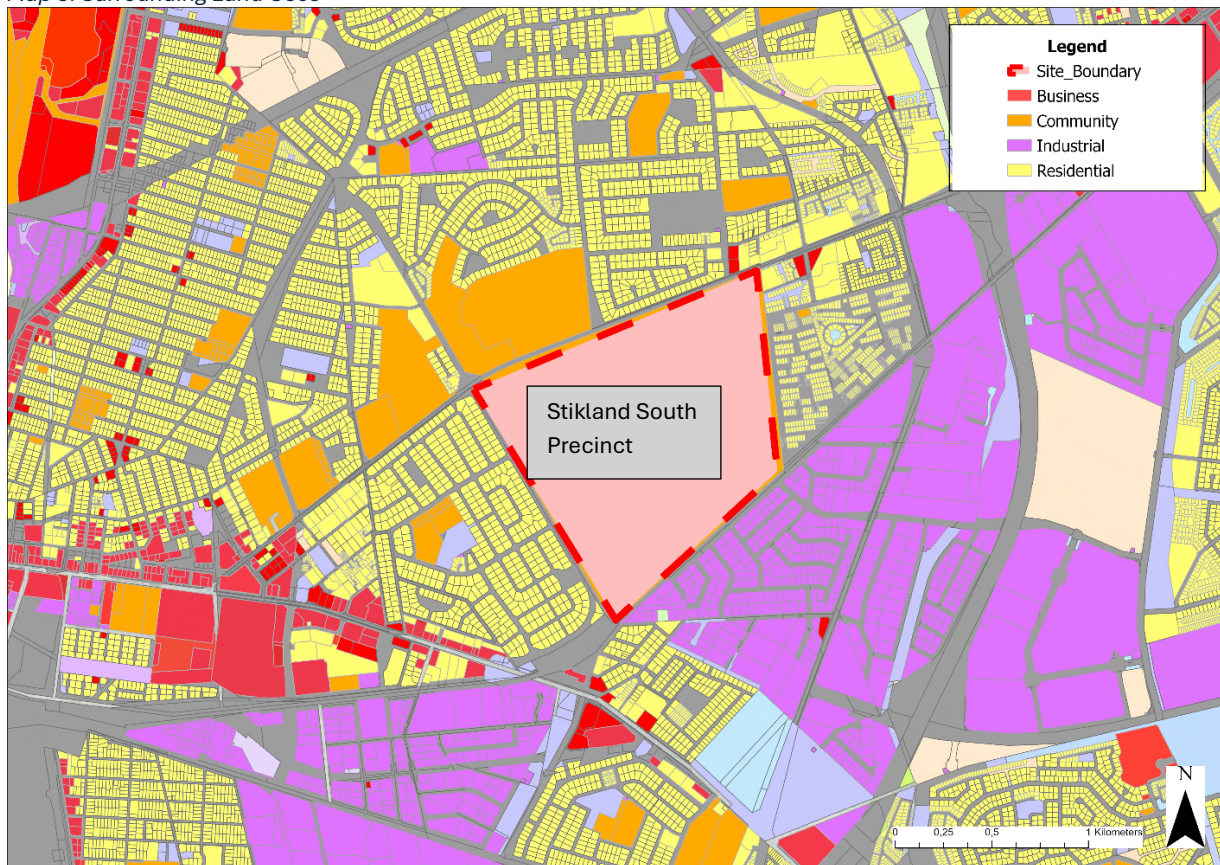 Legend
Site_Boundary
Business
Community
Industrial
Residential
Stikland South
Precinct
N
0 0,25 0,5 1 Kilometers